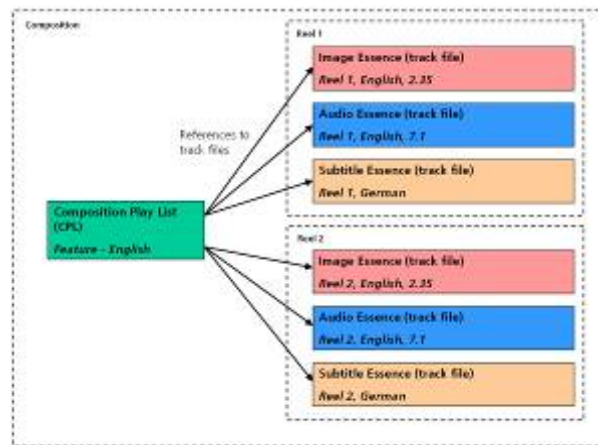 Composition
Reel 1
Image Essence (track file)
Reel 1, English, 2.35
Audio Essence (track file)
Reel 1, English, 7.1
Subtitle Essence (track file)
Reel 1, German
References to
track files
Composition Play List
(CPL)
Feature - English
Reel 2
Image Essence (track file)
Reel 2, English, 2.35
Audio Essence (track file)
Reel 2, English, 7.1
Subtitle Essence (track file)
Reel 2, German